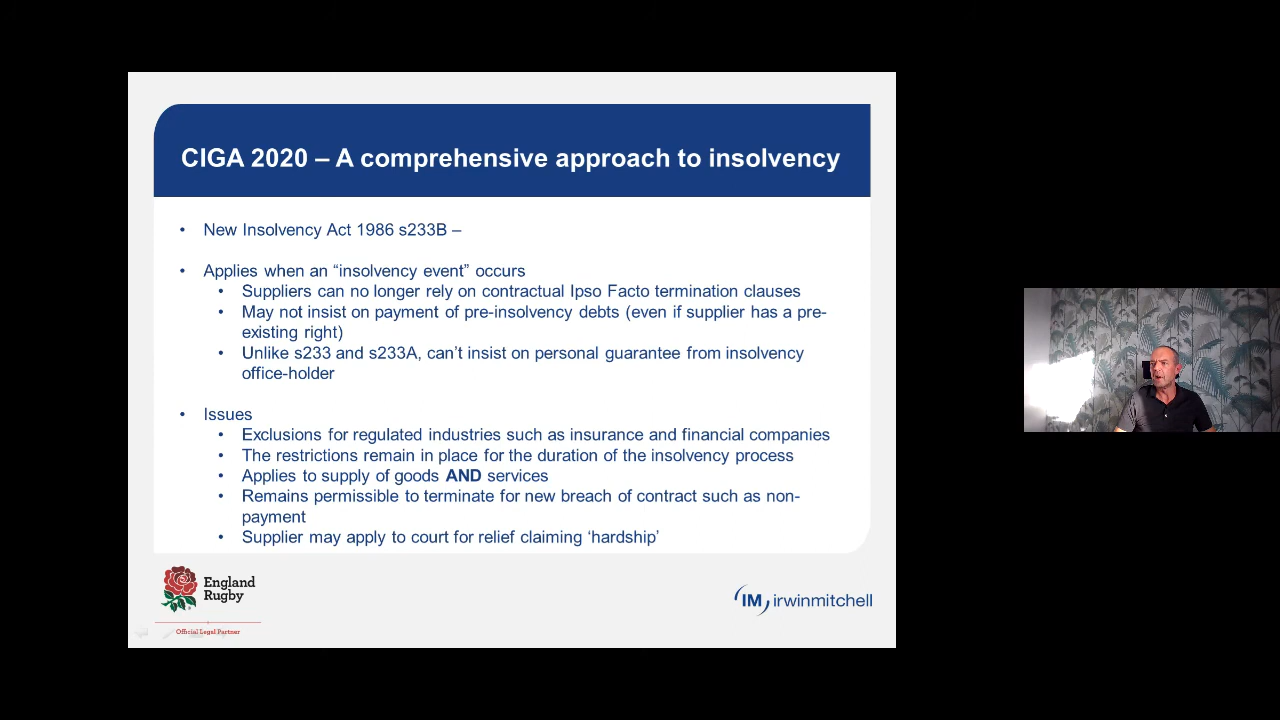 CIGA 2020 – A comprehensive approach to insolvency
• New Insolvency Act 1986 s233B –
• Applies when an “insolvency event” occurs
• Suppliers can no longer rely on contractual Ipso Facto termination clauses
• May not insist on payment of pre-insolvency debts (even if supplier has a pre-
existing right)
• Unlike s233 and s233A, can’t insist on personal guarantee from insolvency
office-holder
• Issues
• Exclusions for regulated industries such as insurance and financial companies
• The restrictions remain in place for the duration of the insolvency process
• Applies to supply of goods AND services
• Remains permissible to terminate for new breach of contract such as non-
payment
• Supplier may apply to court for relief claiming ‘hardship’
England
Rugby
Official Legal Partner
IM irwinmitchell